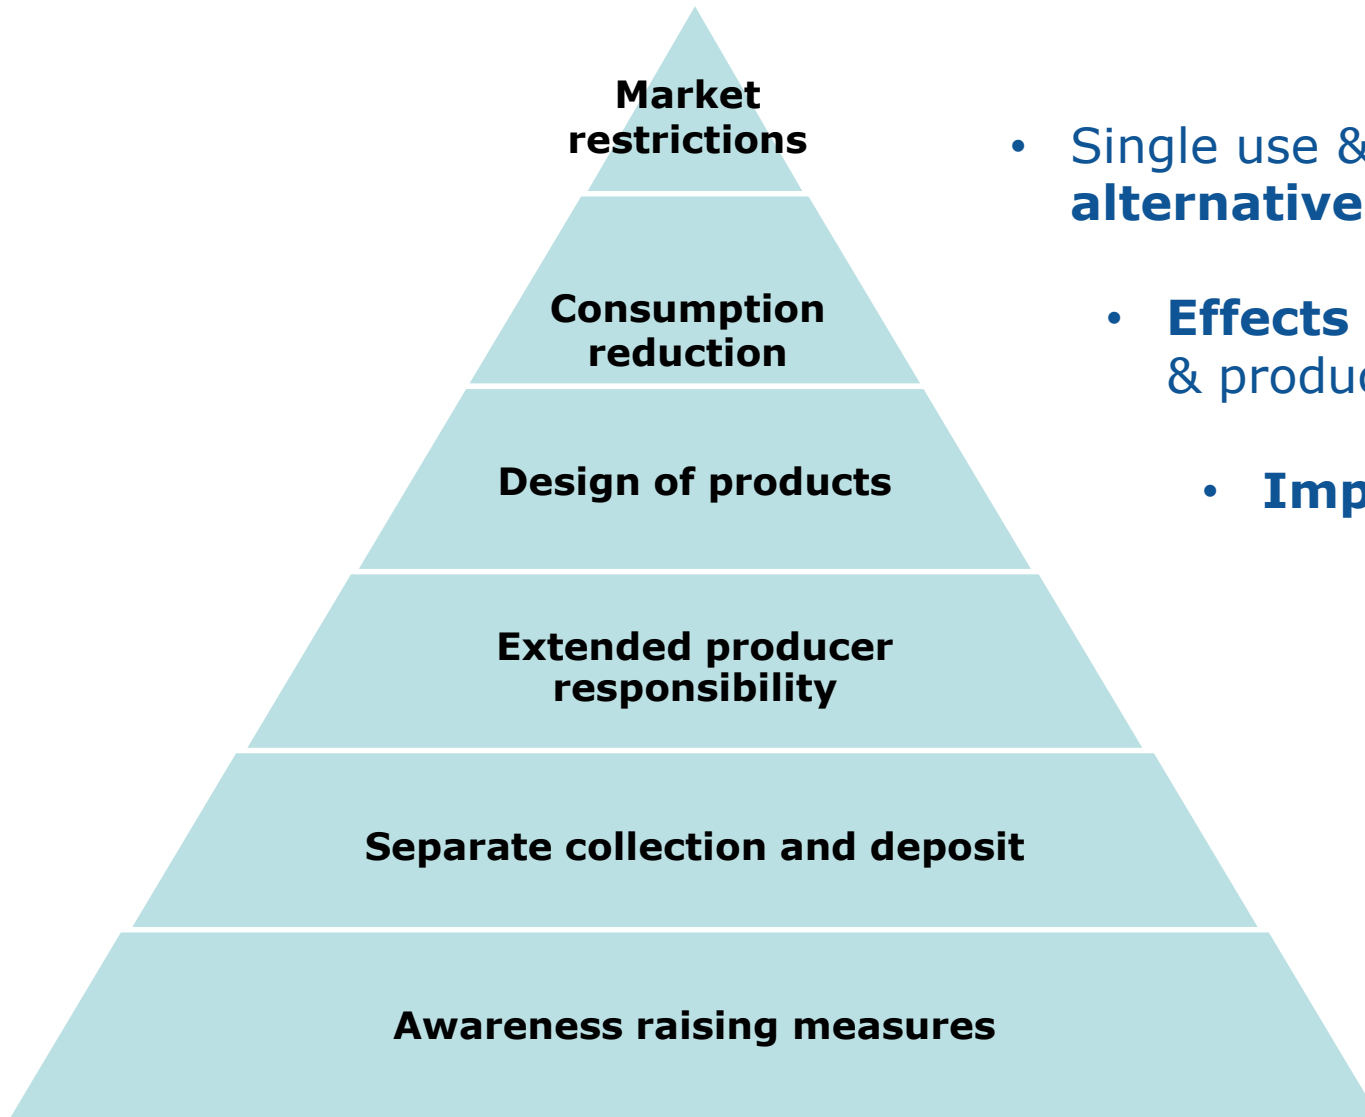 Market
restrictions
Consumption
reduction
Design of products
Extended producer
responsibility
Separate collection and deposit
Awareness raising measures
• Single use &
alternative
• Effects
& produc
• Imp